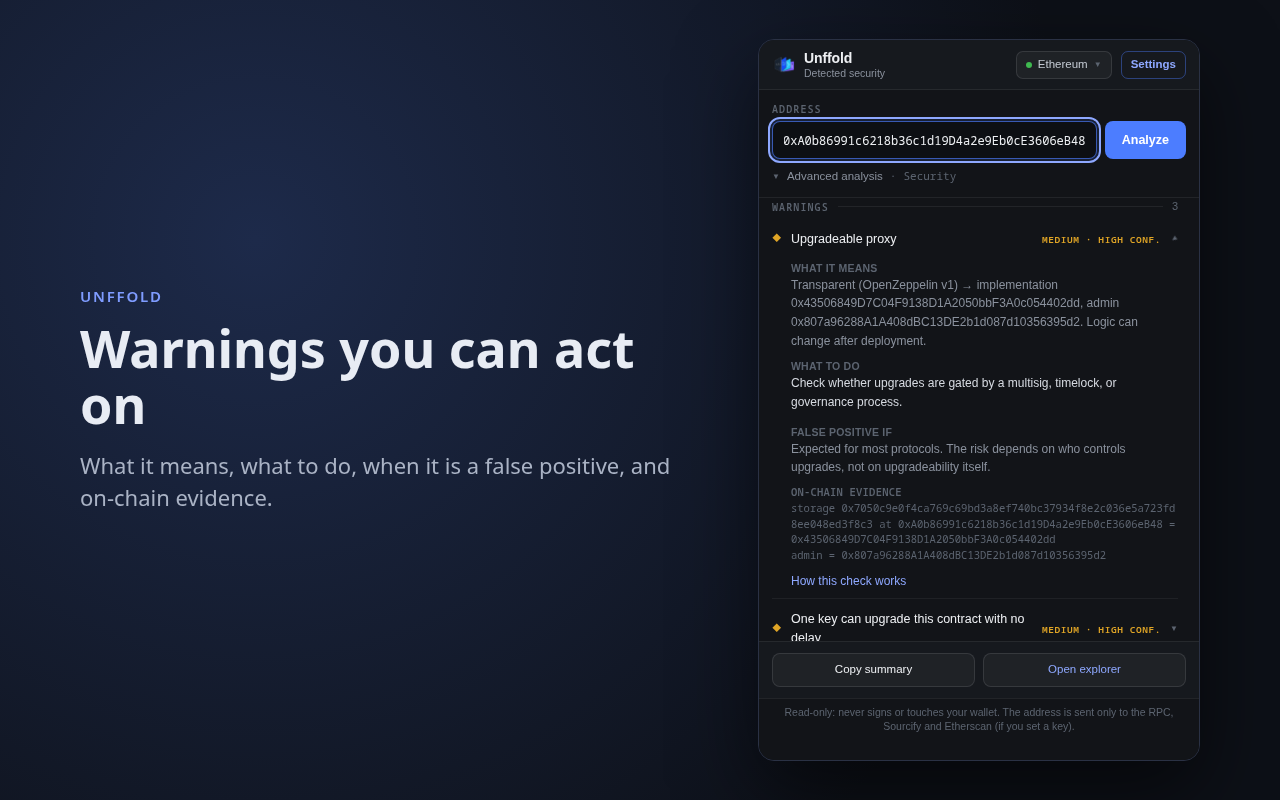 UNFFOLD
Warnings you can act
on
What it means, what to do, when it is a false positive, and
on-chain evidence.
Unffold
Detected security
Ethereum
Settings
ADDRESS
0xA0b86991c6218b36c1d19D4a2e9Eb0cE3606eB48
Analyze
Advanced analysis · Security
WARNINGS 3
Upgradeable proxy MEDIUM · HIGH CONF.
WHAT IT MEANS
Transparent (OpenZeppelin v1) → implementation
0x43506849D7C04F9138D1A2050bbF3A0c054402dd, admin
0x807a96288A1A408dBC13DE2b1d087d10356395d2. Logic can
change after deployment.
WHAT TO DO
Check whether upgrades are gated by a multisig, timelock, or
governance process.
FALSE POSITIVE IF
Expected for most protocols. The risk depends on who controls
upgrades, not on upgradeability itself.
ON-CHAIN EVIDENCE
storage 0x7050c9e0f4ca769c69bd3a8ef740bc37934f8e2c036e5a723fd
8ee048ed3f8c3 at 0xA0b86991c6218b36c1d19D4a2e9Eb0cE3606eB48 =
0x43506849D7C04F9138D1A2050bbF3A0c054402dd
admin = 0x807a96288A1A408dBC13DE2b1d087d10356395d2
How this check works
One key can upgrade this contract with no
delay
MEDIUM · HIGH CONF.
Copy summary
Open explorer
Read-only: never signs or touches your wallet. The address is sent only to the RPC,
Sourcify and Etherscan (if you set a key).